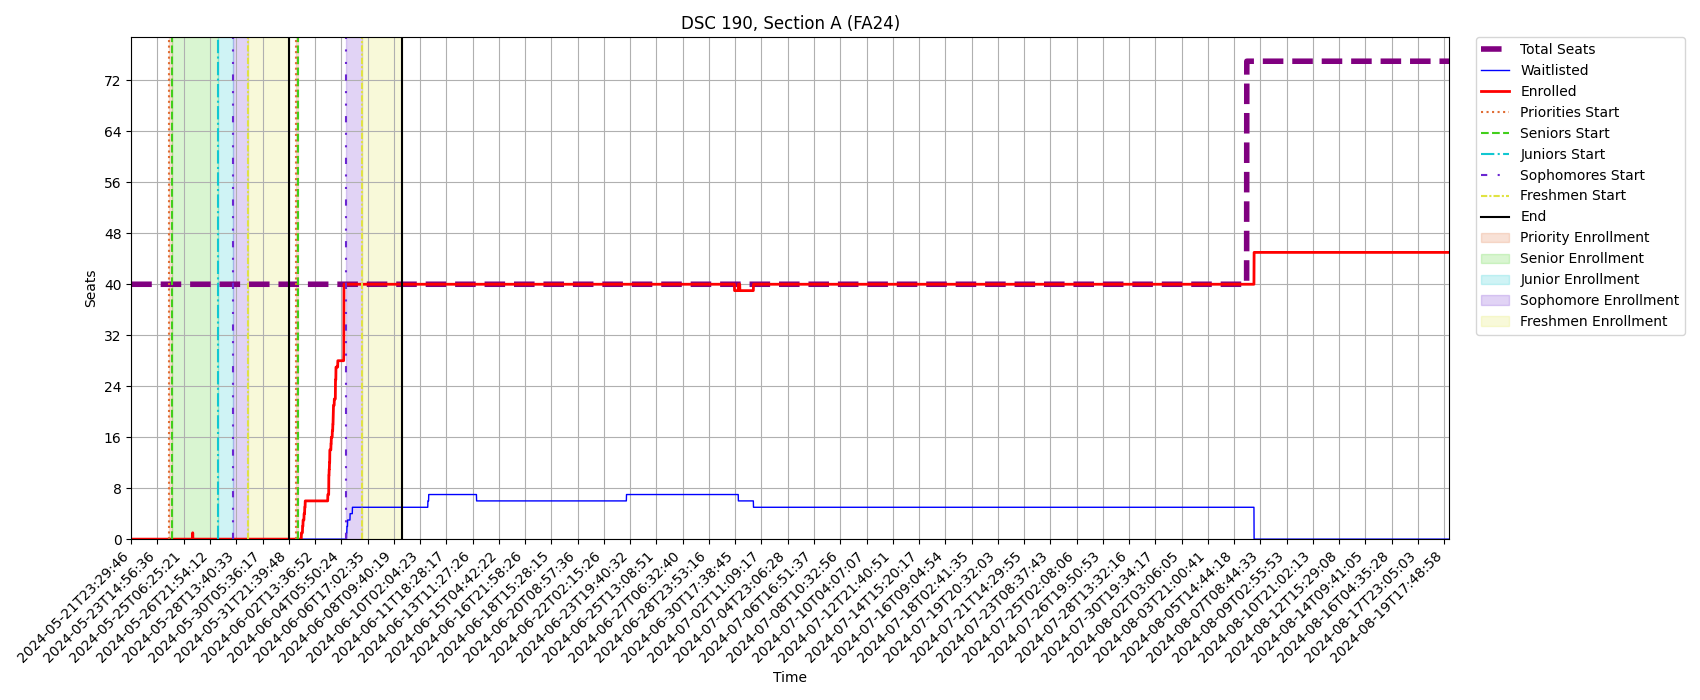 DSC 190, Section A (FA24)
Seats
72
64
56
48
40
32
24
16
8
0
2024-05-21T23:29:46
2024-05-23T14:56:36
2024-05-25T06:25:21
2024-05-26T21:54:12
2024-05-28T13:40:33
2024-05-30T05:36:17
2024-05-31T21:39:48
2024-06-02T13:36:52
2024-06-04T05:50:24
2024-06-06T17:02:35
2024-06-08T09:40:19
2024-06-10T02:04:23
2024-06-11T18:28:17
2024-06-13T11:27:26
2024-06-15T04:42:22
2024-06-16T21:58:26
2024-06-18T15:28:15
2024-06-20T08:57:36
2024-06-22T02:15:26
2024-06-23T19:40:32
2024-06-25T13:08:51
2024-06-27T06:32:40
2024-06-28T23:53:16
2024-06-30T17:38:45
2024-07-02T11:09:17
2024-07-04T23:06:28
2024-07-06T16:51:37
2024-07-08T10:32:56
2024-07-10T04:07:07
2024-07-12T21:40:51
2024-07-14T15:20:17
2024-07-16T09:04:54
2024-07-18T02:41:35
2024-07-19T20:32:03
2024-07-21T14:29:55
2024-07-23T08:37:43
2024-07-25T02:08:06
2024-07-26T19:50:53
2024-07-28T13:32:16
2024-07-30T19:34:17
2024-08-02T03:06:05
2024-08-03T21:00:41
2024-08-05T14:44:18
2024-08-07T08:44:33
2024-08-09T02:55:53
2024-08-10T21:02:13
2024-08-12T15:29:08
2024-08-14T09:41:05
2024-08-16T04:35:28
2024-08-17T23:05:03
2024-08-19T17:48:58
Time
Total Seats
Waitlisted
Enrolled
Priorities Start
Seniors Start
Juniors Start
Sophomores Start
Freshmen Start
End
Priority Enrollment
Senior Enrollment
Junior Enrollment
Sophomore Enrollment
Freshmen Enrollment